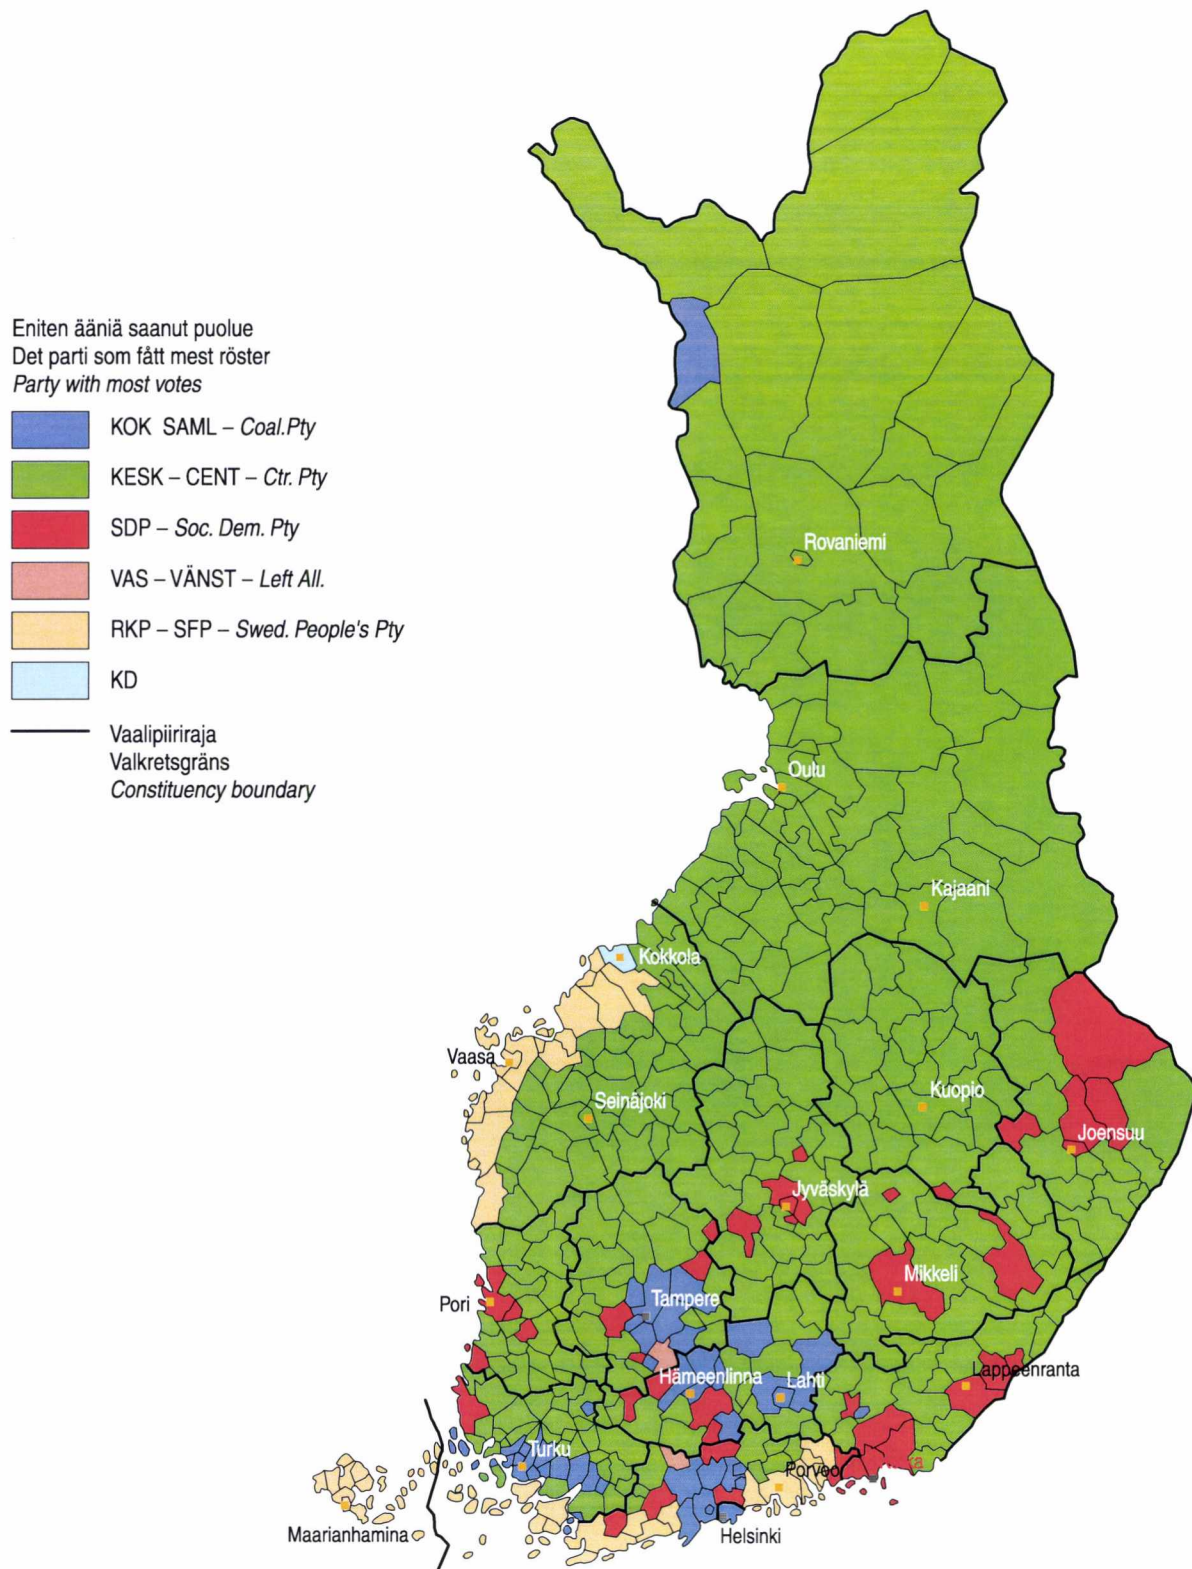 Eniten ääniä saanut puolue
Det parti som fått mest röster
Party with most votes
KOK SAML – Coal.Pty
KESK – CENT – Ctr. Pty
SDP – Soc. Dem. Pty
VAS – VÄNST – Left All.
RKP – SFP – Swed. People's Pty
KD
Vaalipiiriraja
Valkretsgräns
Constituency boundary
Rovaniemi
Oulu
Kajaani
Kokkola
Vaasa
Seinäjoki
Kuopio
Joensuu
Jyväskylä
Mikkeli
Pori
Tampere
Hämeenlinna
Lahti
Lappeenranta
Turku
Porvoo
Maarianhamina
Helsinki